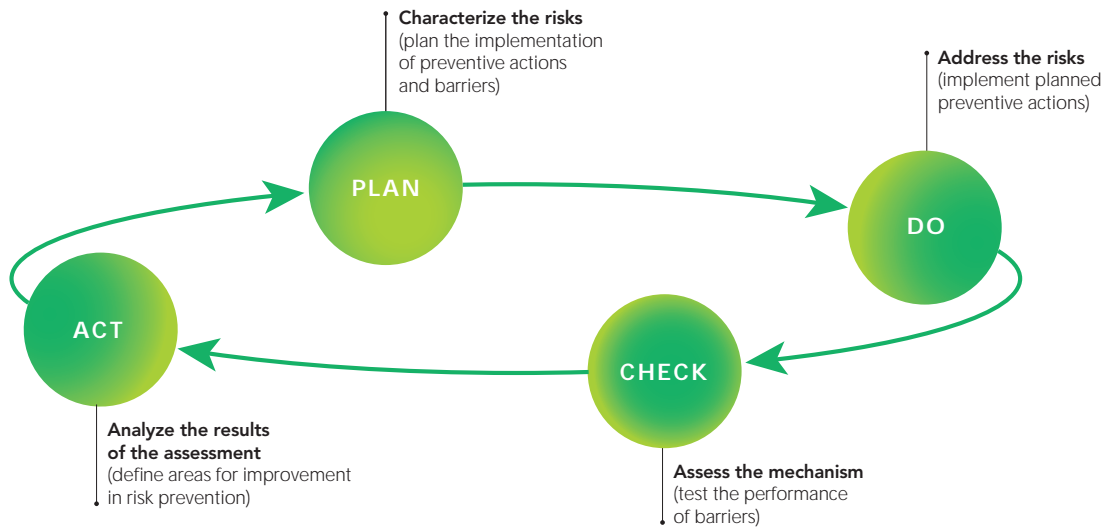 Characterize the risks
(plan the implementation
of preventive actions
and barriers)
Address the risks
(implement planned
preventive actions)
PLAN
DO
ACT
CHECK
Analyze the results
of the assessment
(define areas for improvement
in risk prevention)
Assess the mechanism
(test the performance
of barriers)